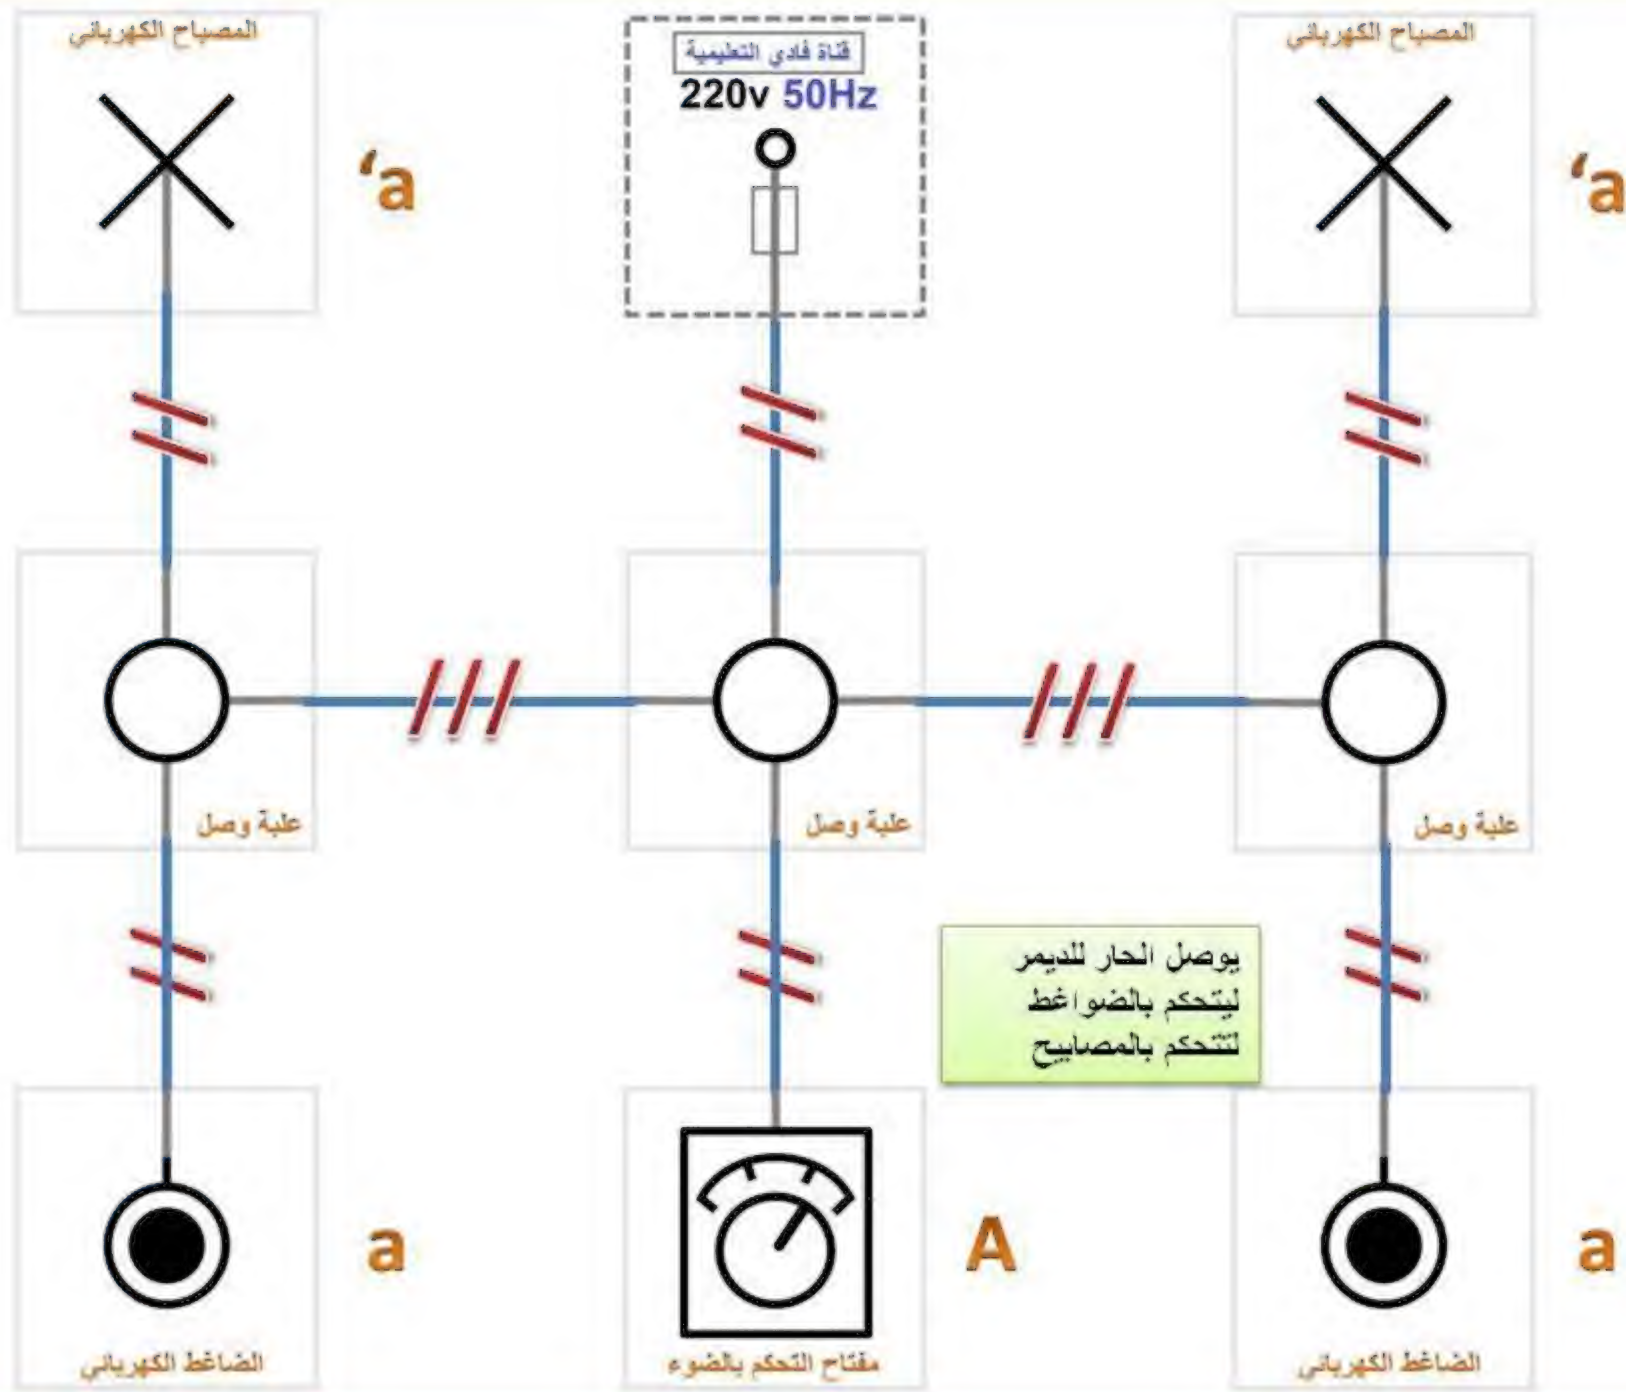 المصباح الكهربائي
قناة فادي التعليمية
220v 50Hz
المصباح الكهربائي
‘a
‘a
علبة وصل
علبة وصل
علبة وصل
يوصل الحار للديمر
ليتحكم بالضواغط
لتتحكم بالمصابيح
a
A
a
الضاغط الكهربائي
مفتاح التحكم بالضوء
الضاغط الكهربائي